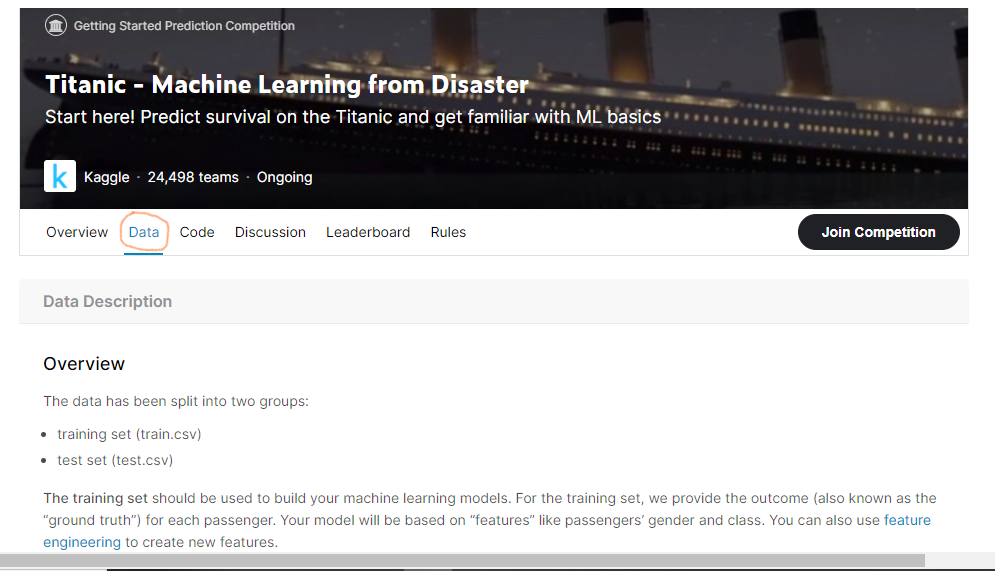 Getting Started Prediction Competition
Titanic - Machine Learning from Disaster
Start here! Predict survival on the Titanic and get familiar with ML basics
k
Kaggle · 24,498 teams · Ongoing
Overview Data Code Discussion Leaderboard Rules Join Competition
Data Description
Overview
The data has been split into two groups:
• training set (train.csv)
• test set (test.csv)
The training set should be used to build your machine learning models. For the training set, we provide the outcome (also known as the
“ground truth”) for each passenger. Your model will be based on “features” like passengers’ gender and class. You can also use feature
engineering to create new features.